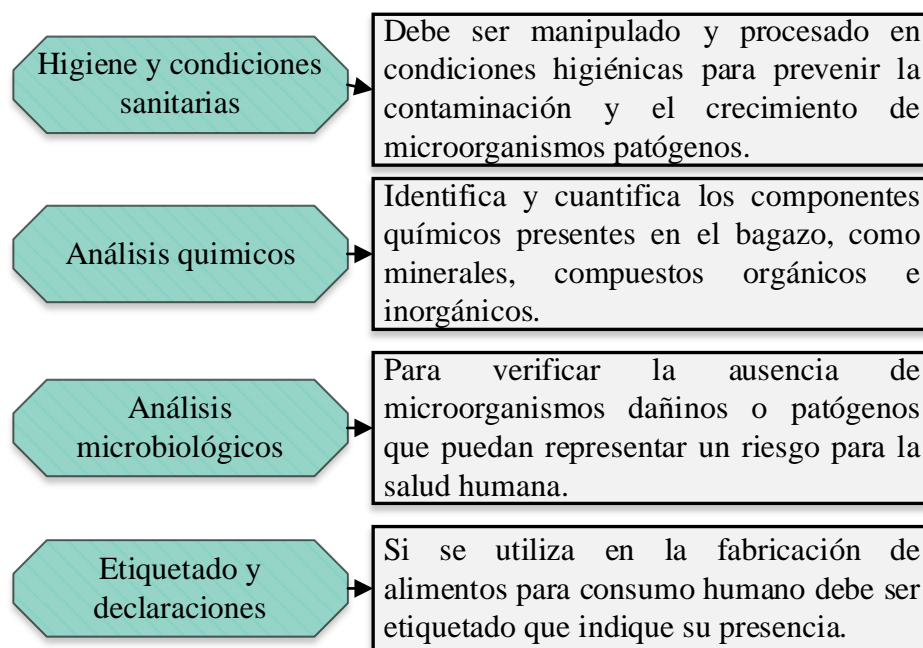 Higiene y condiciones
sanitarias
Debe ser manipulado y procesado en
condiciones higiénicas para prevenir la
contaminación y el crecimiento de
microorganismos patógenos.
Análisis quimicos
Identifica y cuantifica los componentes
químicos presentes en el bagazo, como
minerales, compuestos orgánicos e
inorgánicos.
Análisis
microbiológicos
Para verificar la ausencia de
microorganismos dañinos o patógenos
que puedan representar un riesgo para la
salud humana.
Etiquetado y
declaraciones
Si se utiliza en la fabricación de
alimentos para consumo humano debe ser
etiquetado que indique su presencia.